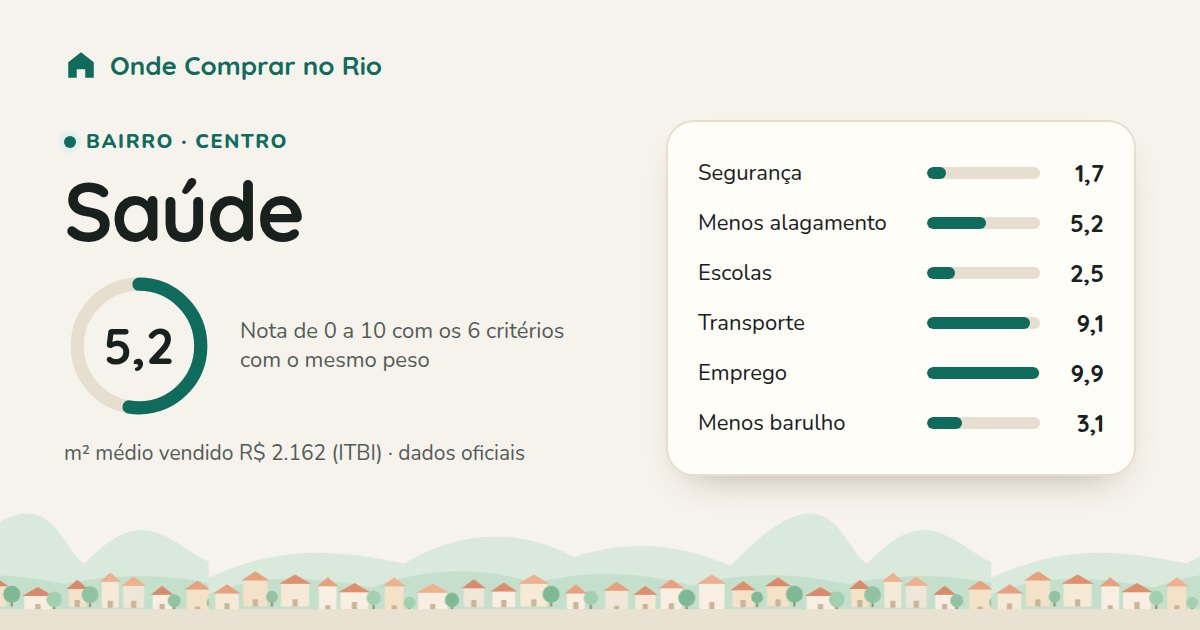 Onde Comprar no Rio
BAIRRO · CENTRO
Saúde
5,2
Nota de 0 a 10 com os 6 critérios
com o mesmo peso
m² médio vendido R$ 2.162 (ITBI) · dados oficiais
Segurança 1,7
Menos alagamento 5,2
Escolas 2,5
Transporte 9,1
Emprego 9,9
Menos barulho 3,1